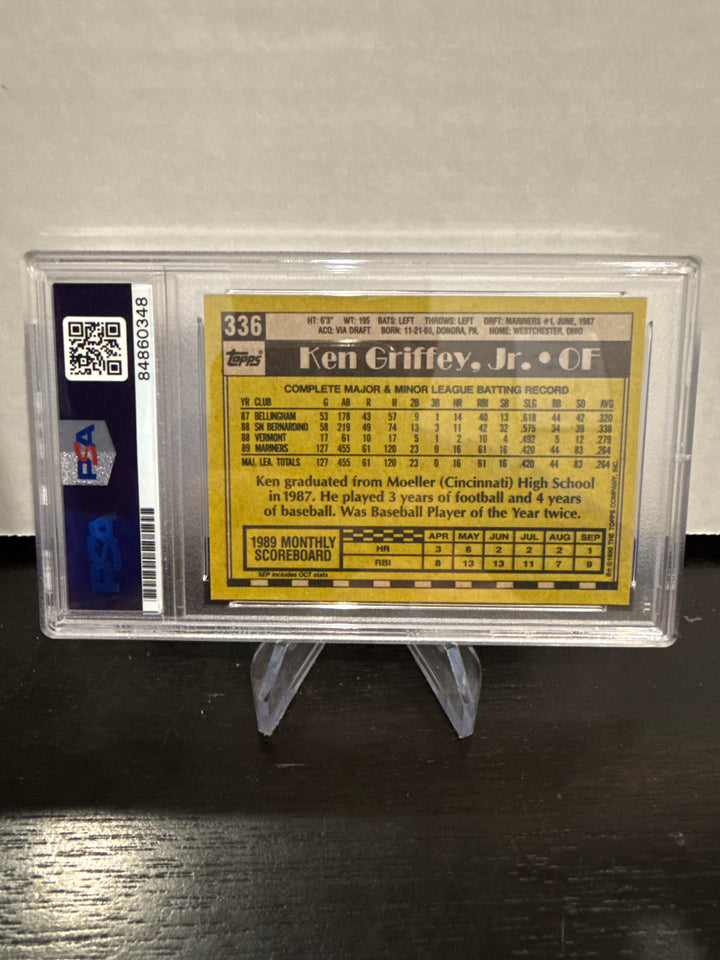 84860348
PSA
PSA
336
HT: 6'3" WT: 195 BATS: LEFT THROWS: LEFT DRFT: MARINERS #1, JUNE, 1987
ACQ: VIA DRAFT BORN: 11-21-69, DONORA, PA. HOME: WESTCHESTER, OHIO
Topps
Ken Griffey, Jr. • OF
COMPLETE MAJOR & MINOR LEAGUE BATTING RECORD
YR CLUB G AB R H 2B 3B HR RBI SB SLG BB SO AVG
87 BELLINGHAM 53 178 43 57 9 1 14 40 13 .618 44 42 .320
88 SN BERNARDINO 58 219 49 74 13 3 11 42 32 .575 34 39 .338
88 VERMONT 17 61 10 17 5 1 2 10 4 .492 5 12 .279
89 MARINERS 127 455 61 120 23 0 16 61 16 .420 44 83 .264
MAJ. LEA. TOTALS 127 455 61 120 23 0 16 61 16 .420 44 83 .264
Ken graduated from Moeller (Cincinnati) High School
in 1987. He played 3 years of football and 4 years
of baseball. Was Baseball Player of the Year twice.
1989 MONTHLY
SCOREBOARD
APR MAY JUN JUL AUG SEP
HR 3 6 2 2 2 1
RBI 8 13 13 11 7 9
SEP includes OCT stats
B* © 1990 THE TOPPS COMPANY, INC.